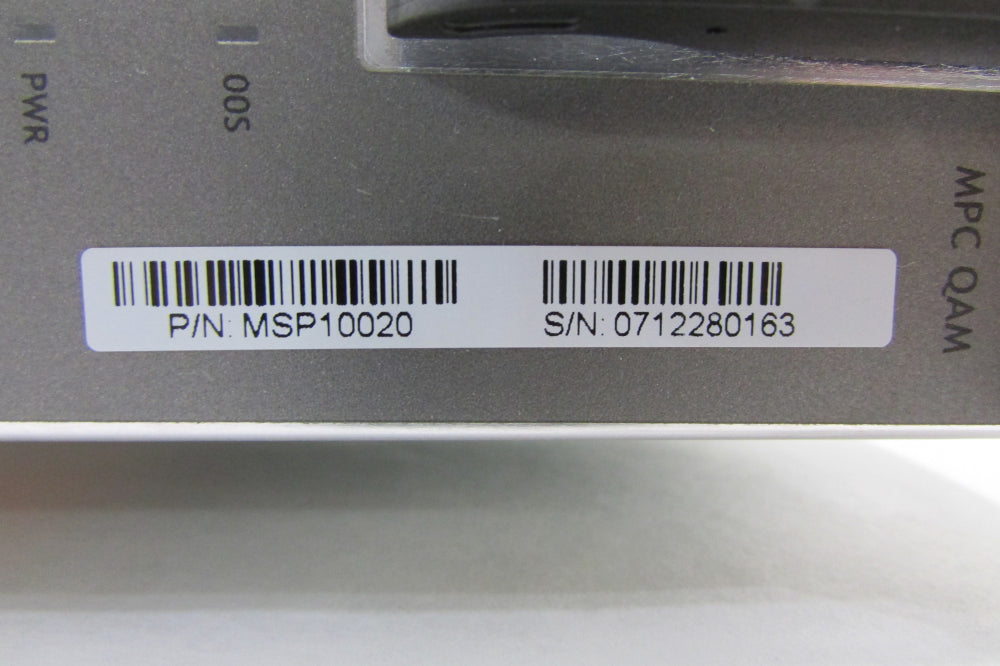 PWR
OOS
MPC QAM
P/N: MSP10020
S/N: 0712280163